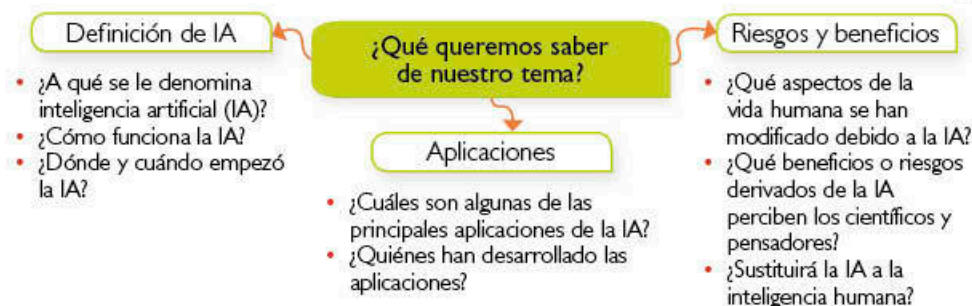 ¿Qué queremos saber
de nuestro tema?
Definición de IA
• ¿A qué se le denomina
inteligencia artificial (IA)?
• ¿Cómo funciona la IA?
• ¿Dónde y cuándo empezó
la IA?
Aplicaciones
• ¿Cuáles son algunas de las
principales aplicaciones de la IA?
• ¿Quiénes han desarrollado las
aplicaciones?
Riesgos y beneficios
• ¿Qué aspectos de la
vida humana se han
modificado debido a la IA?
• ¿Qué beneficios o riesgos
derivados de la IA
perciben los científicos y
pensadores?
• ¿Sustituirá la IA a la
inteligencia humana?